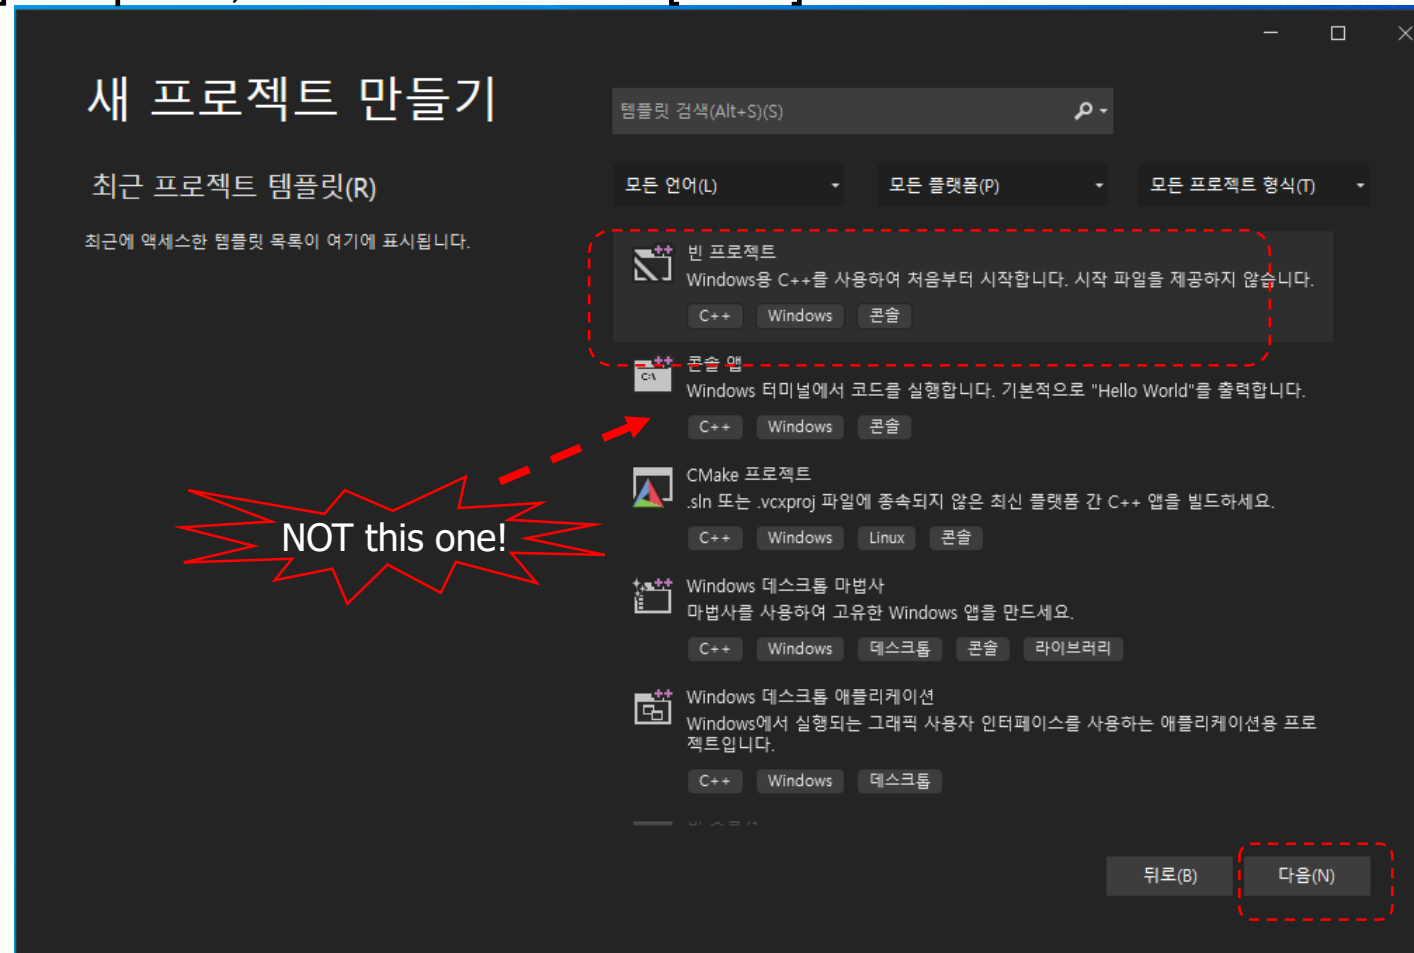 새 프로젝트 만들기
템플릿 검색(Alt+S)(S)
최근 프로젝트 템플릿(R)
모든 언어(L)
모든 플랫폼(P)
모든 프로젝트 형식(T)
최근에 액세스한 템플릿 목록이 여기에 표시됩니다.
빈 프로젝트
Windows용 C++를 사용하여 처음부터 시작합니다. 시작 파일을 제공하지 않습니다.
C++ Windows 콘솔
콘솔 앱
Windows 터미널에서 코드를 실행합니다. 기본적으로 "Hello World"를 출력합니다.
C++ Windows 콘솔
CMake 프로젝트
.sln 또는 .vcxproj 파일에 종속되지 않은 최신 플랫폼 간 C++ 앱을 빌드하세요.
C++ Windows Linux 콘솔
NOT this one!
Windows 데스크톱 마법사
마법사를 사용하여 고유한 Windows 앱을 만드세요.
C++ Windows 데스크톱 콘솔 라이브러리
Windows 데스크톱 애플리케이션
Windows에서 실행되는 그래픽 사용자 인터페이스를 사용하는 애플리케이션용 프로
젝트입니다.
C++ Windows 데스크톱
뒤로(B)
다음(N)